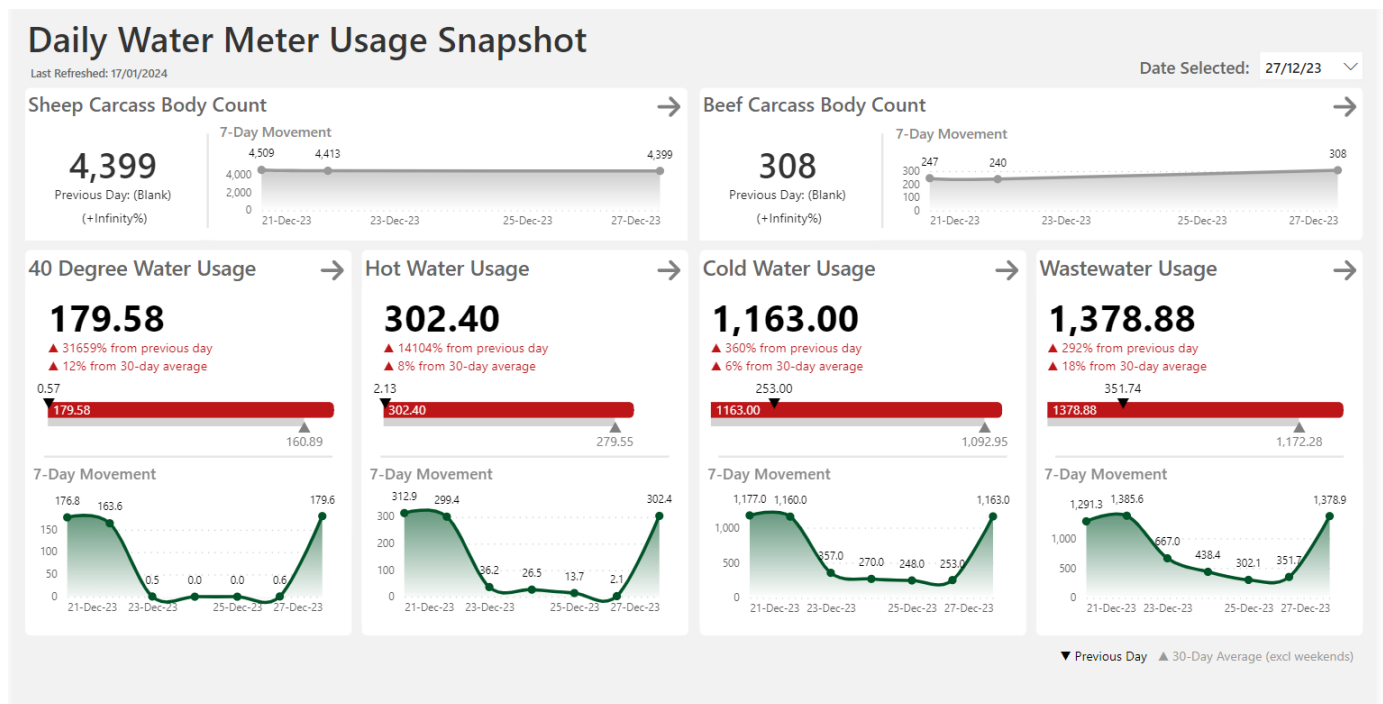 Daily Water Meter Usage Snapshot
Last Refreshed: 17/01/2024
Date Selected: 27/12/23
Sheep Carcass Body Count
4,399
Previous Day: (Blank)
(+Infinity%)
7-Day Movement
4,509 4,413 4,399
4,000
2,000
0
21-Dec-23 23-Dec-23 25-Dec-23 27-Dec-23
Beef Carcass Body Count
308
Previous Day: (Blank)
(+Infinity%)
7-Day Movement
247 240 308
300
200
100
0
21-Dec-23 23-Dec-23 25-Dec-23 27-Dec-23
40 Degree Water Usage
179.58
▲ 31659% from previous day
▲ 12% from 30-day average
0.57
179.58
160.89
7-Day Movement
176.8 163.6 0.5 0.0 0.0 0.6 179.6
150
100
50
0
21-Dec-23 23-Dec-23 25-Dec-23 27-Dec-23
Hot Water Usage
302.40
▲ 14104% from previous day
▲ 8% from 30-day average
2.13
302.40
279.55
7-Day Movement
312.9 299.4 36.2 26.5 13.7 2.1 302.4
300
200
100
0
21-Dec-23 23-Dec-23 25-Dec-23 27-Dec-23
Cold Water Usage
1,163.00
▲ 360% from previous day
▲ 6% from 30-day average
253.00
1163.00
1,092.95
7-Day Movement
1,177.0 1,160.0 357.0 270.0 248.0 253.0 1,163.0
1,000
500
0
21-Dec-23 23-Dec-23 25-Dec-23 27-Dec-23
Wastewater Usage
1,378.88
▲ 292% from previous day
▲ 18% from 30-day average
351.74
1378.88
1,172.28
7-Day Movement
1,291.3 1,385.6 667.0 438.4 302.1 351.7 1,378.9
1,000
500
0
21-Dec-23 23-Dec-23 25-Dec-23 27-Dec-23
▼ Previous Day ▲ 30-Day Average (excl weekends)